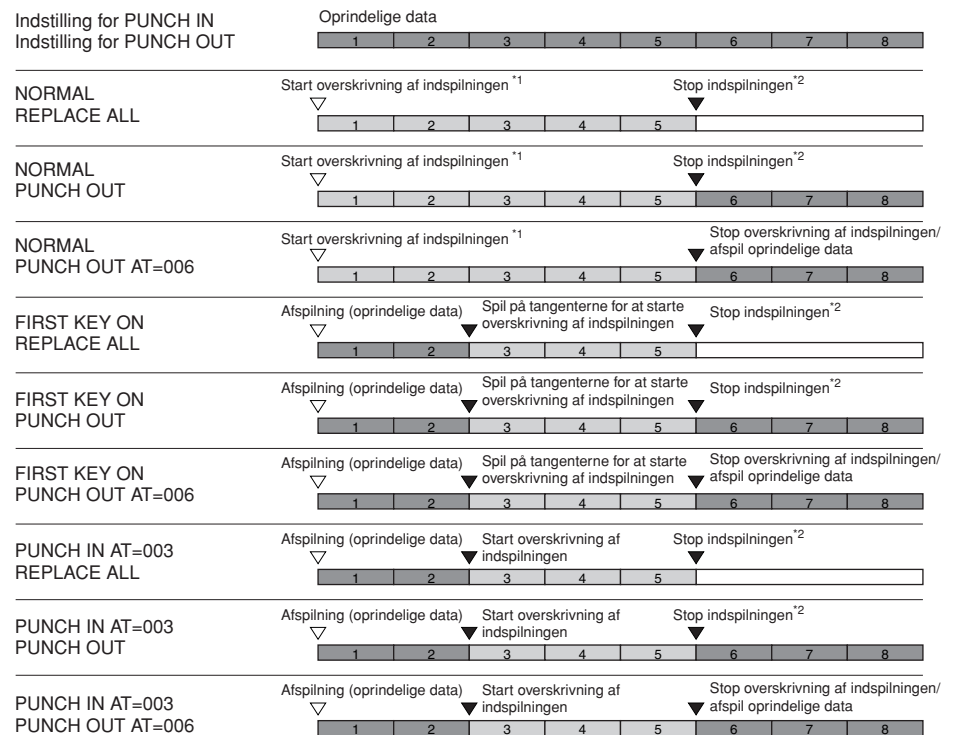 Indstilling for PUNCH IN
Indstilling for PUNCH OUT
Oprindelige data
1 2 3 4 5 6 7 8
NORMAL
REPLACE ALL
Start overskrivning af indspilningen *1
Stop indspilningen*2
1 2 3 4 5
NORMAL
PUNCH OUT
Start overskrivning af indspilningen *1
Stop indspilningen*2
1 2 3 4 5 6 7 8
NORMAL
PUNCH OUT AT=006
Start overskrivning af indspilningen *1
Stop overskrivning af indspilningen/
afspil oprindelige data
1 2 3 4 5 6 7 8
FIRST KEY ON
REPLACE ALL
Afspilning (oprindelige data)
Spil på tangenterne for at starte
overskrivning af indspilningen
Stop indspilningen*2
1 2 3 4 5
FIRST KEY ON
PUNCH OUT
Afspilning (oprindelige data)
Spil på tangenterne for at starte
overskrivning af indspilningen
Stop indspilningen*2
1 2 3 4 5 6 7 8
FIRST KEY ON
PUNCH OUT AT=006
Afspilning (oprindelige data)
Spil på tangenterne for at starte
overskrivning af indspilningen
Stop overskrivning af indspilningen/
afspil oprindelige data
1 2 3 4 5 6 7 8
PUNCH IN AT=003
REPLACE ALL
Afspilning (oprindelige data)
Start overskrivning af
indspilningen
Stop indspilningen*2
1 2 3 4 5
PUNCH IN AT=003
PUNCH OUT
Afspilning (oprindelige data)
Start overskrivning af
indspilningen
Stop indspilningen*2
1 2 3 4 5 6 7 8
PUNCH IN AT=003
PUNCH OUT AT=006
Afspilning (oprindelige data)
Start overskrivning af
indspilningen
Stop overskrivning af indspilningen/
afspil oprindelige data
1 2 3 4 5 6 7 8